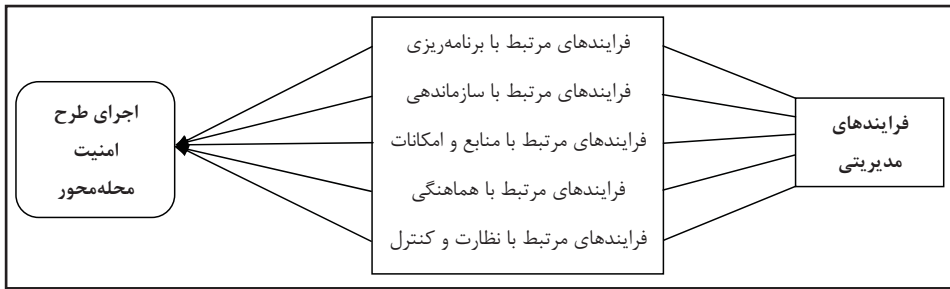 فرایندهای
مدیریتی
فرایندهای مرتبط با برنامه‌ریزی
فرایندهای مرتبط با سازماندهی
فرایندهای مرتبط با منابع و امکانات
فرایندهای مرتبط با هماهنگی
فرایندهای مرتبط با نظارت و کنترل
اجرای طرح
امنیت
محله‌محور